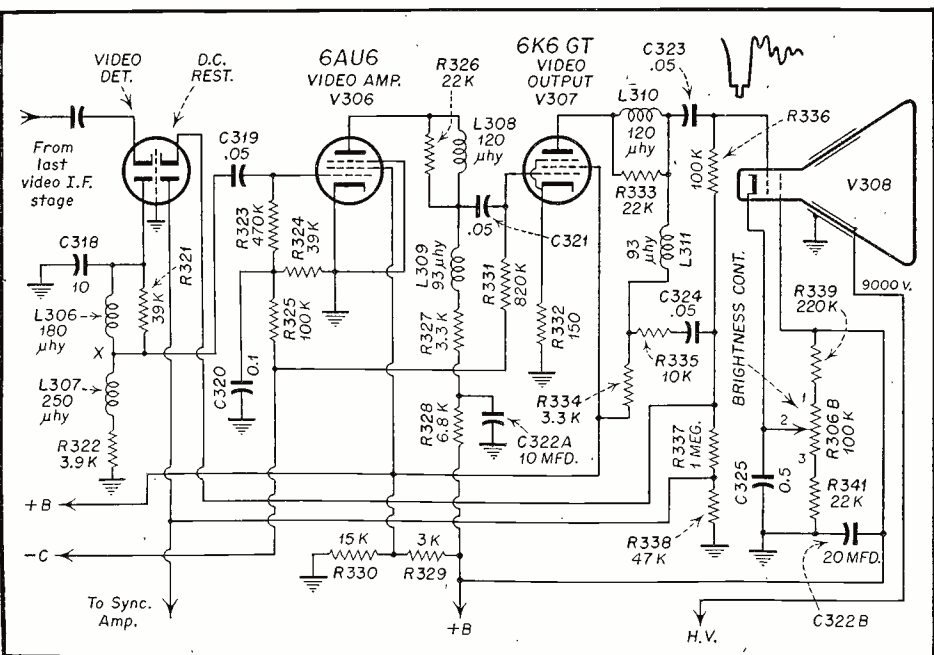 VIDEO
DET.
D.C.
REST.
6AU6
VIDEO AMP.
V306
R326
22K
6K6 GT
VIDEO
OUTPUT
V307
C323
.05
From
last
video I.F.
stage
C319
.05
L308
120
µhy
L310
120
µhy
R336
100K
V308
R333
22K
R323
470K
R324
39K
.05
C321
C318
10
R321
39K
L309
93 µhy
R331
820K
93
µhy
L311
9000 V.
L306
180
µhy
X
R325
100K
R327
3.3K
R332
150
C324
.05
R335
10K
BRIGHTNESS CONT.
R339
220K
L307
250
µhy
C320
0.1
R334
3.3K
1
2
3
R306B
100K
R322
3.9K
R328
6.8K
C322A
10 MFD.
R337
1 MEG.
C325
0.5
R341
22K
+B
-C
15K
R330
3K
R329
R338
47K
20 MFD.
To Sync.
Amp.
+B
H.V.
C322B